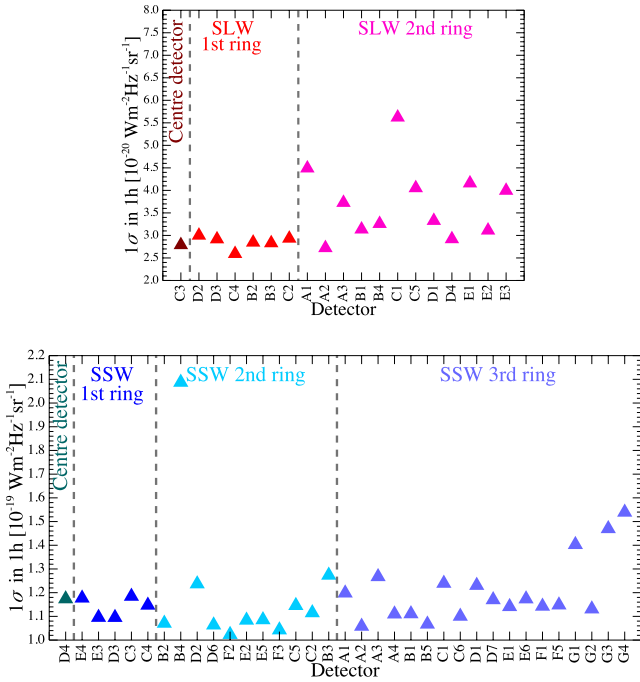 SLW
1st ring
SLW 2nd ring
Centre detector
1σ in 1h [10⁻²⁰ Wm⁻²Hz⁻¹sr⁻¹]
8.0
7.5
7.0
6.5
6.0
5.5
5.0
4.5
4.0
3.5
3.0
2.5
2.0
C3 D2 D3 C4 B2 B3 C2 A1 A2 A3 B1 B4 C1 C5 D1 D4 E1 E2 E3
Detector
SSW
1st ring
SSW 2nd ring
SSW 3rd ring
Centre detector
1σ in 1h [10⁻¹⁹ Wm⁻²Hz⁻¹sr⁻¹]
2.2
2.1
2.0
1.9
1.8
1.7
1.6
1.5
1.4
1.3
1.2
1.1
1.0
D4 E4 E3 D3 C3 C4 B2 B4 D2 D6 F2 E2 E5 F3 C5 C2 B3 A1 A2 A3 A4 B1 B5 C1 C6 D1 D7 E1 E6 F1 F5 G1 G2 G3 G4
Detector